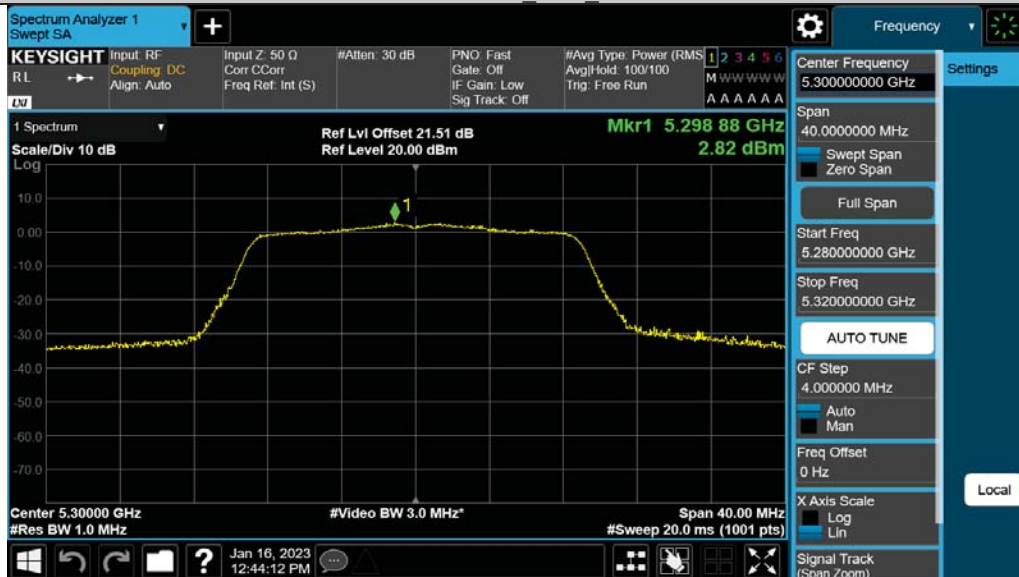 Spectrum Analyzer 1
Swept SA
+
Frequency
KEYSIGHT
RL
LXI
Input: RF
Coupling: DC
Align: Auto
Input Z: 50 Ω
Corr CCorr
Freq Ref: Int (S)
#Atten: 30 dB
PNO: Fast
Gate: Off
IF Gain: Low
Sig Track: Off
#Avg Type: Power (RMS
Avg|Hold: 100/100
Trig: Free Run
1 2 3 4 5 6
M W W W W W
A A A A A A
1 Spectrum
Scale/Div 10 dB
Ref Lvl Offset 21.51 dB
Ref Level 20.00 dBm
Mkr1 5.298 88 GHz
2.82 dBm
Log
10.0
0.00
-10.0
-20.0
-30.0
-40.0
-50.0
-60.0
-70.0
1
Center 5.30000 GHz
#Res BW 1.0 MHz
#Video BW 3.0 MHz*
Span 40.00 MHz
#Sweep 20.0 ms (1001 pts)
?
Jan 16, 2023
12:44:12 PM
Center Frequency
5.300000000 GHz
Span
40.0000000 MHz
Swept Span
Zero Span
Full Span
Start Freq
5.280000000 GHz
Stop Freq
5.320000000 GHz
AUTO TUNE
CF Step
4.000000 MHz
Auto
Man
Freq Offset
0 Hz
X Axis Scale
Log
Lin
Signal Track
(Span Zoom)
Settings
Local